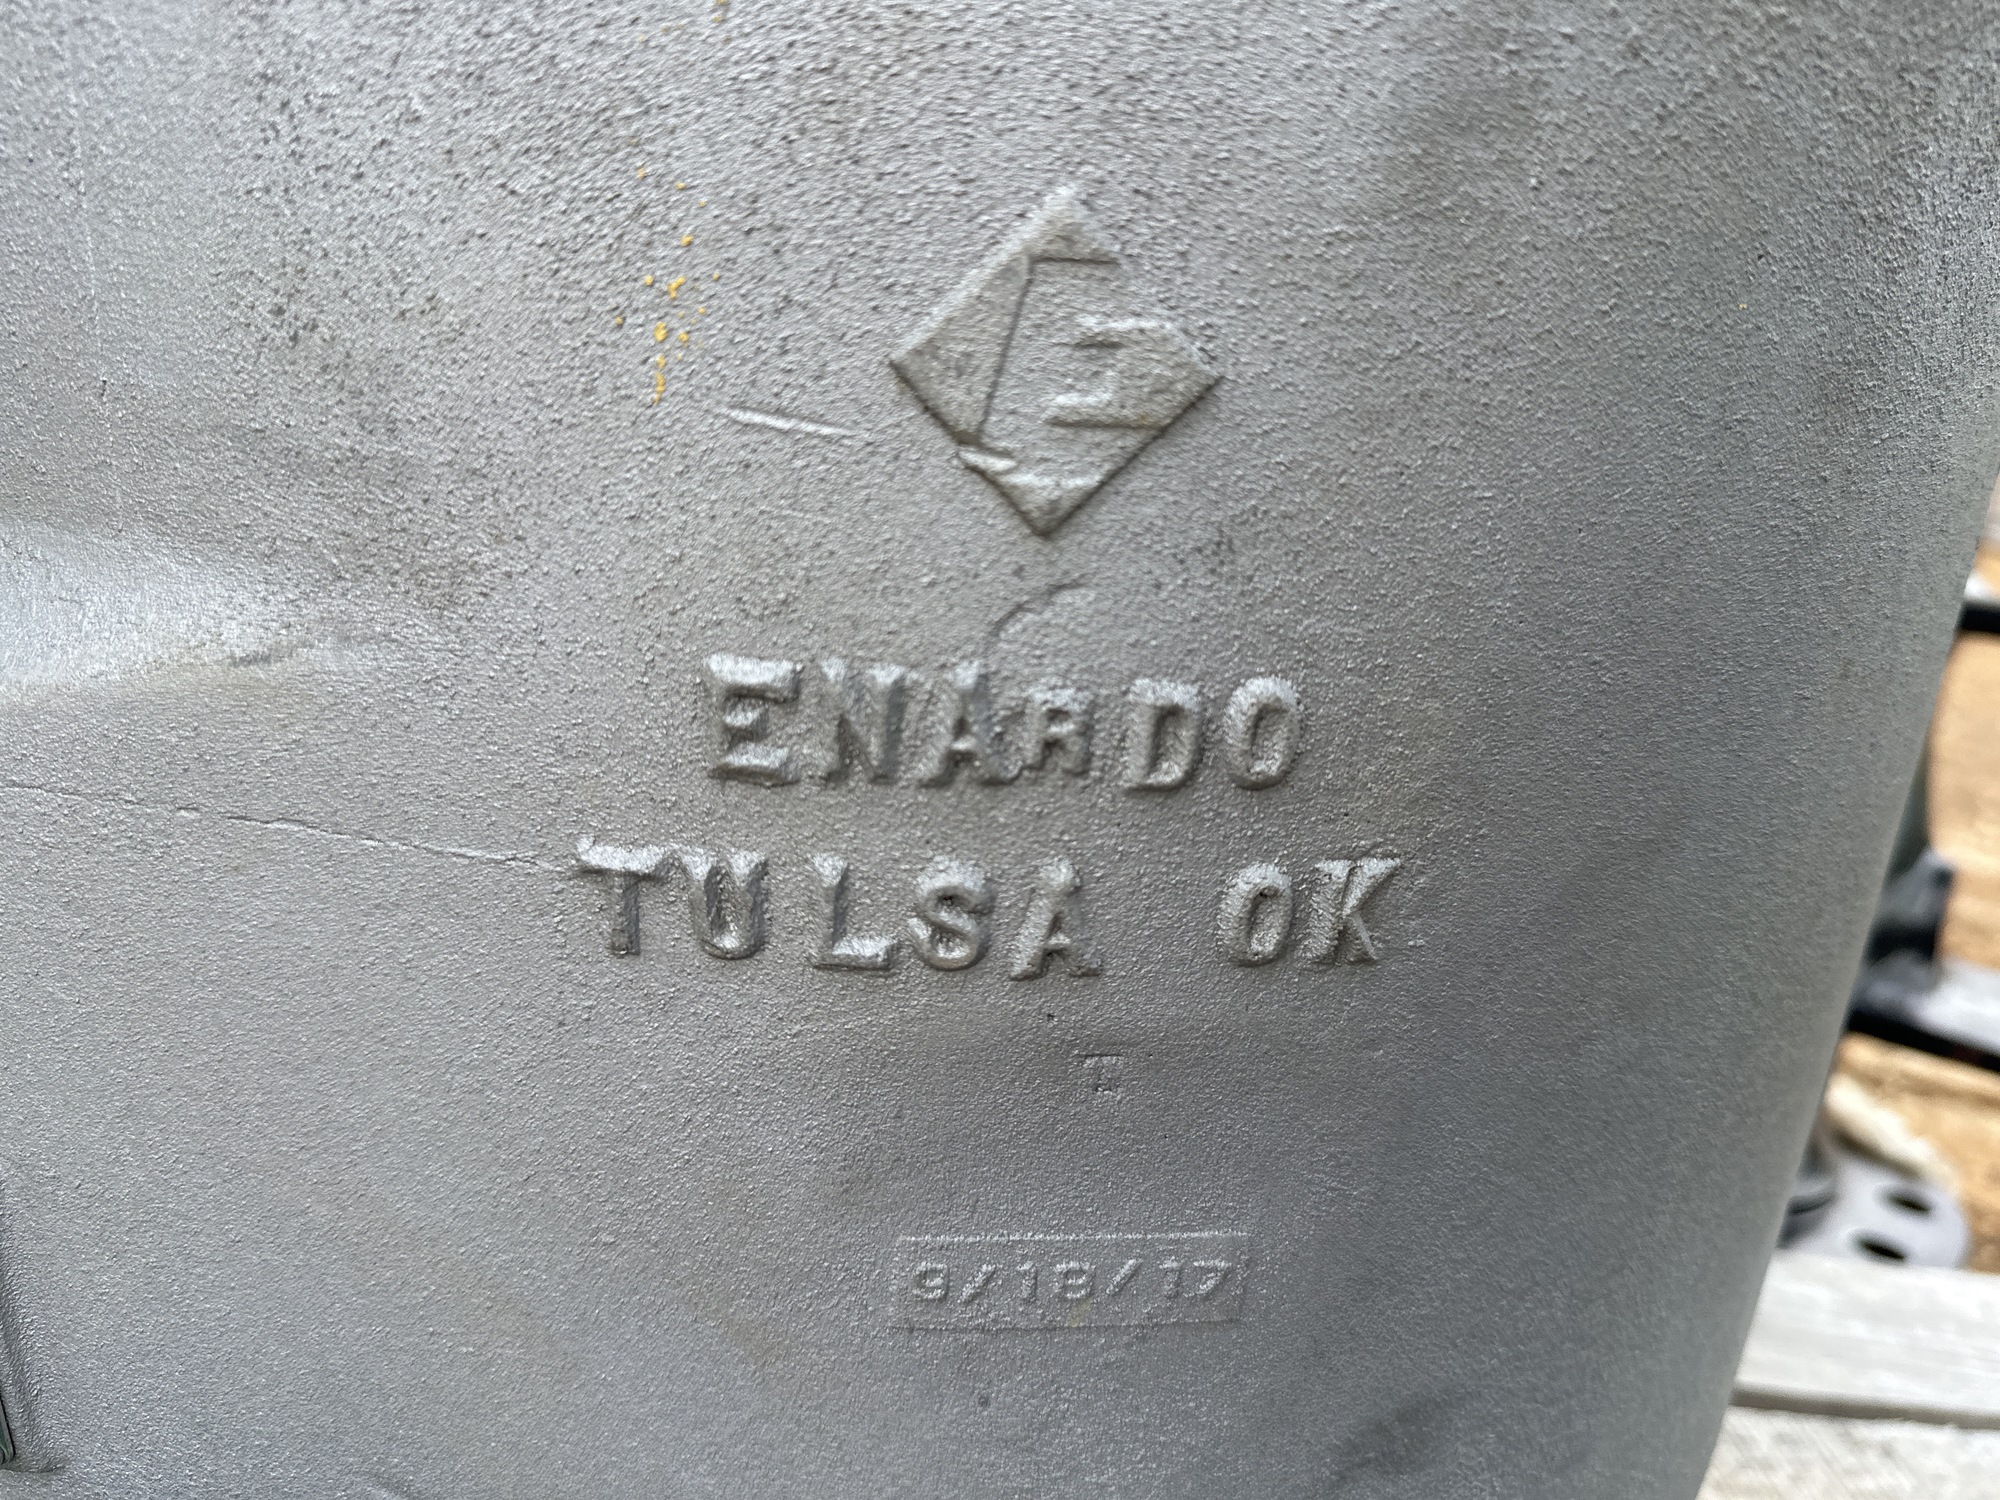 E
ENARDO
TULSA OK
I
9/18/17